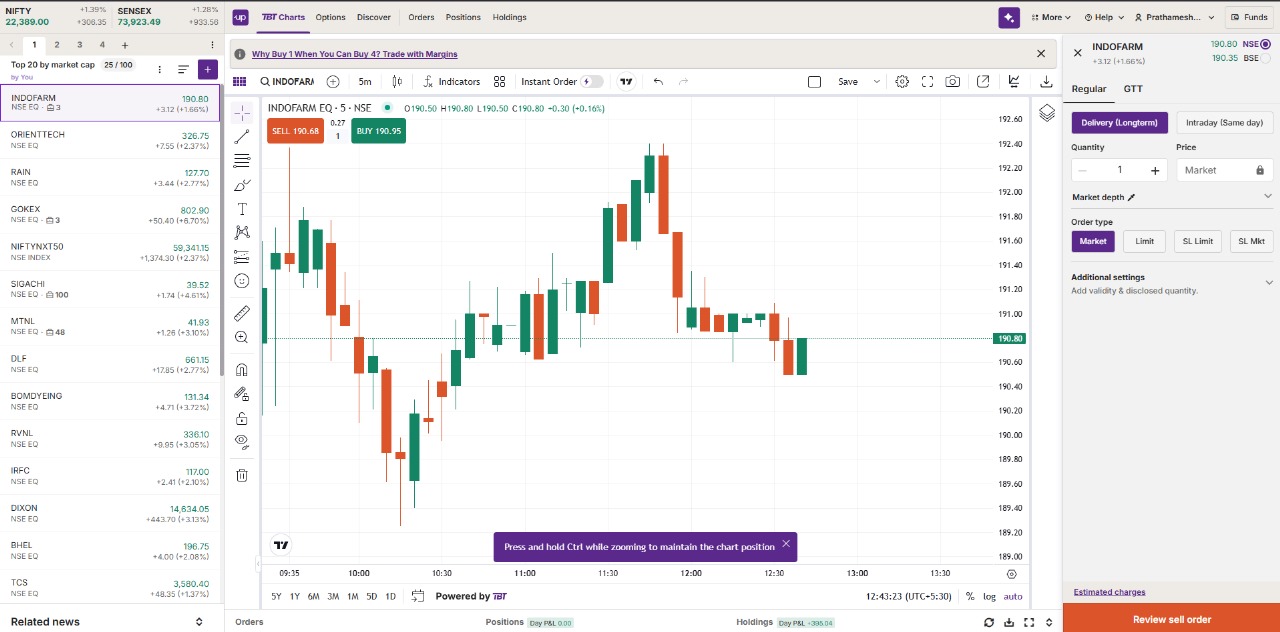 NIFTY +1.39% SENSEX +1.28%
22,389.00 +306.35 73,923.49 +933.56
up TBT Charts Options Discover Orders Positions Holdings
More Help Prathamesh... Funds
1 2 3 4 +
Top 20 by market cap 25 / 100
by You
INDOFARM 190.80
NSE EQ · 3 +3.12 (+1.66%)
ORIENTTECH 326.75
NSE EQ +7.55 (+2.37%)
RAIN 127.70
NSE EQ +3.44 (+2.77%)
GOKEX 802.90
NSE EQ · 3 +50.40 (+6.70%)
NIFTYNXT50 59,341.15
NSE INDEX +1,374.30 (+2.37%)
SIGACHI 39.52
NSE EQ · 100 +1.74 (+4.61%)
MTNL 41.93
NSE EQ · 48 +1.26 (+3.10%)
DLF 661.15
NSE EQ +17.85 (+2.77%)
BOMDYEING 131.34
NSE EQ +4.71 (+3.72%)
RVNL 336.10
NSE EQ +9.95 (+3.05%)
IRFC 117.00
NSE EQ +2.41 (+2.10%)
DIXON 14,634.05
NSE EQ +443.70 (+3.13%)
BHEL 196.75
NSE EQ +4.00 (+2.08%)
TCS 3,580.40
NSE EQ +48.35 (+1.37%)
Related news
Why Buy 1 When You Can Buy 4? Trade with Margins
INDOFARM 5m Indicators Instant Order Save
INDOFARM EQ · 5 · NSE O190.50 H190.80 L190.50 C190.80 +0.30 (+0.16%)
SELL 190.68 0.27 BUY 190.95
1
192.60
192.40
192.20
192.00
191.80
191.60
191.40
191.20
191.00
190.80
190.60
190.40
190.20
190.00
189.80
189.60
189.40
189.20
189.00
Press and hold Ctrl while zooming to maintain the chart position
09:35 10:00 10:30 11:00 11:30 12:00 12:30 13:00 13:30
5Y 1Y 6M 3M 1M 5D 1D Powered by TBT 12:43:23 (UTC+5:30) % log auto
Orders Positions Day P&L 0.00 Holdings Day P&L +395.04
INDOFARM 190.80 NSE
+3.12 (+1.66%) 190.35 BSE
Regular GTT
Delivery (Longterm) Intraday (Same day)
Quantity Price
− 1 + Market
Market depth
Order type
Market Limit SL Limit SL Mkt
Additional settings
Add validity & disclosed quantity.
Estimated charges
Review sell order